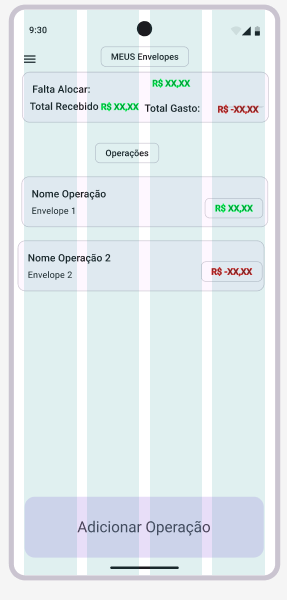 9:30
MEUS Envelopes
Falta Alocar: R$ XX,XX
Total Recebido R$ XX,XX Total Gasto: R$ -XX,XX
Operações
Nome Operação
Envelope 1
R$ XX,XX
Nome Operação 2
Envelope 2
R$ -XX,XX
Adicionar Operação